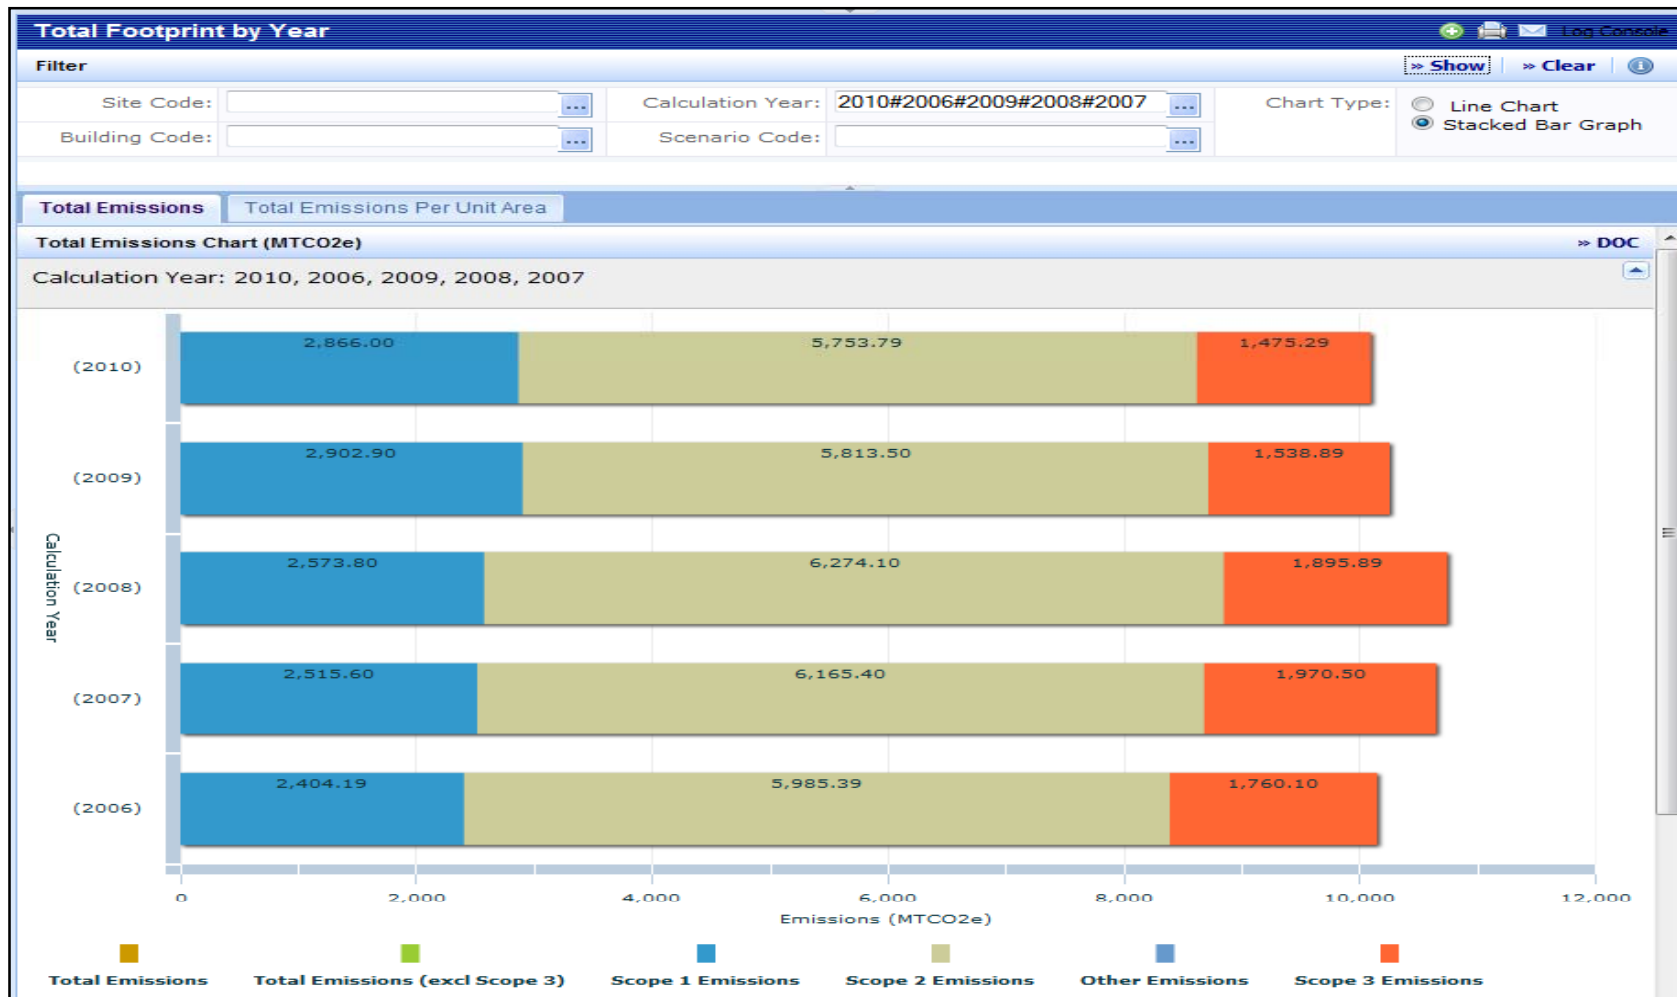 Total Footprint by Year
Log Console
Filter
» Show
» Clear
Site Code:
Calculation Year: 2010#2006#2009#2008#2007
Chart Type:
Line Chart
Stacked Bar Graph
Building Code:
Scenario Code:
Total Emissions
Total Emissions Per Unit Area
Total Emissions Chart (MTCO2e)
» DOC
Calculation Year: 2010, 2006, 2009, 2008, 2007
(2010)
2,866.00
5,753.79
1,475.29
(2009)
2,902.90
5,813.50
1,538.89
Calculation Year
(2008)
2,573.80
6,274.10
1,895.89
(2007)
2,515.60
6,165.40
1,970.50
(2006)
2,404.19
5,985.39
1,760.10
0
2,000
4,000
6,000
8,000
10,000
12,000
Emissions (MTCO2e)
Total Emissions
Total Emissions (excl Scope 3)
Scope 1 Emissions
Scope 2 Emissions
Other Emissions
Scope 3 Emissions